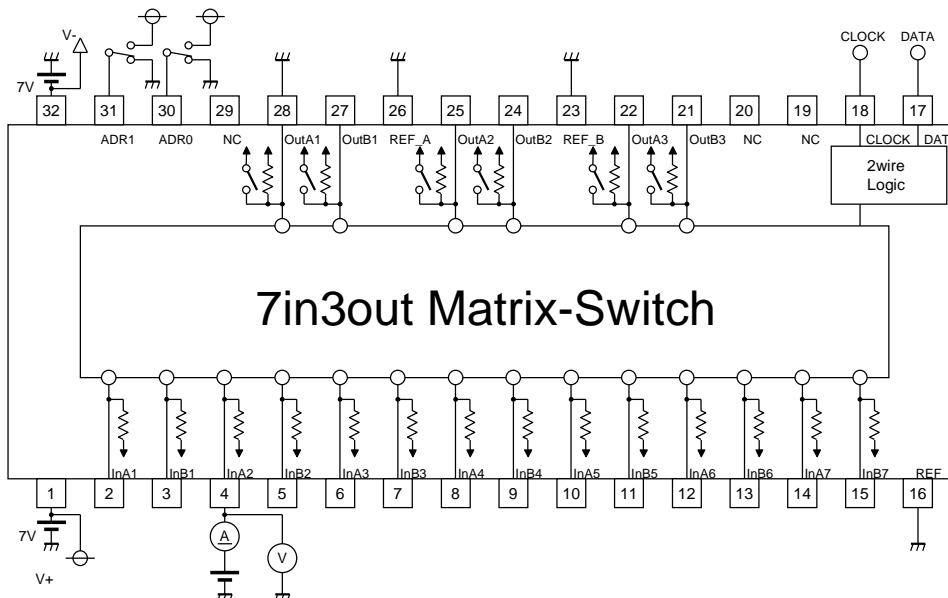 V-
7V
CLOCK DATA
32 31 30 29 28 27 26 25 24 23 22 21 20 19 18 17
ADR1 ADR0 NC OutA1 OutB1 REF_A OutA2 OutB2 REF_B OutA3 OutB3 NC NC CLOCK DAT
2wire
Logic
7in3out Matrix-Switch
InA1 InB1 InA2 InB2 InA3 InB3 InA4 InB4 InA5 InB5 InA6 InB6 InA7 InB7 REF
1 2 3 4 5 6 7 8 9 10 11 12 13 14 15 16
7V
A
V
V+